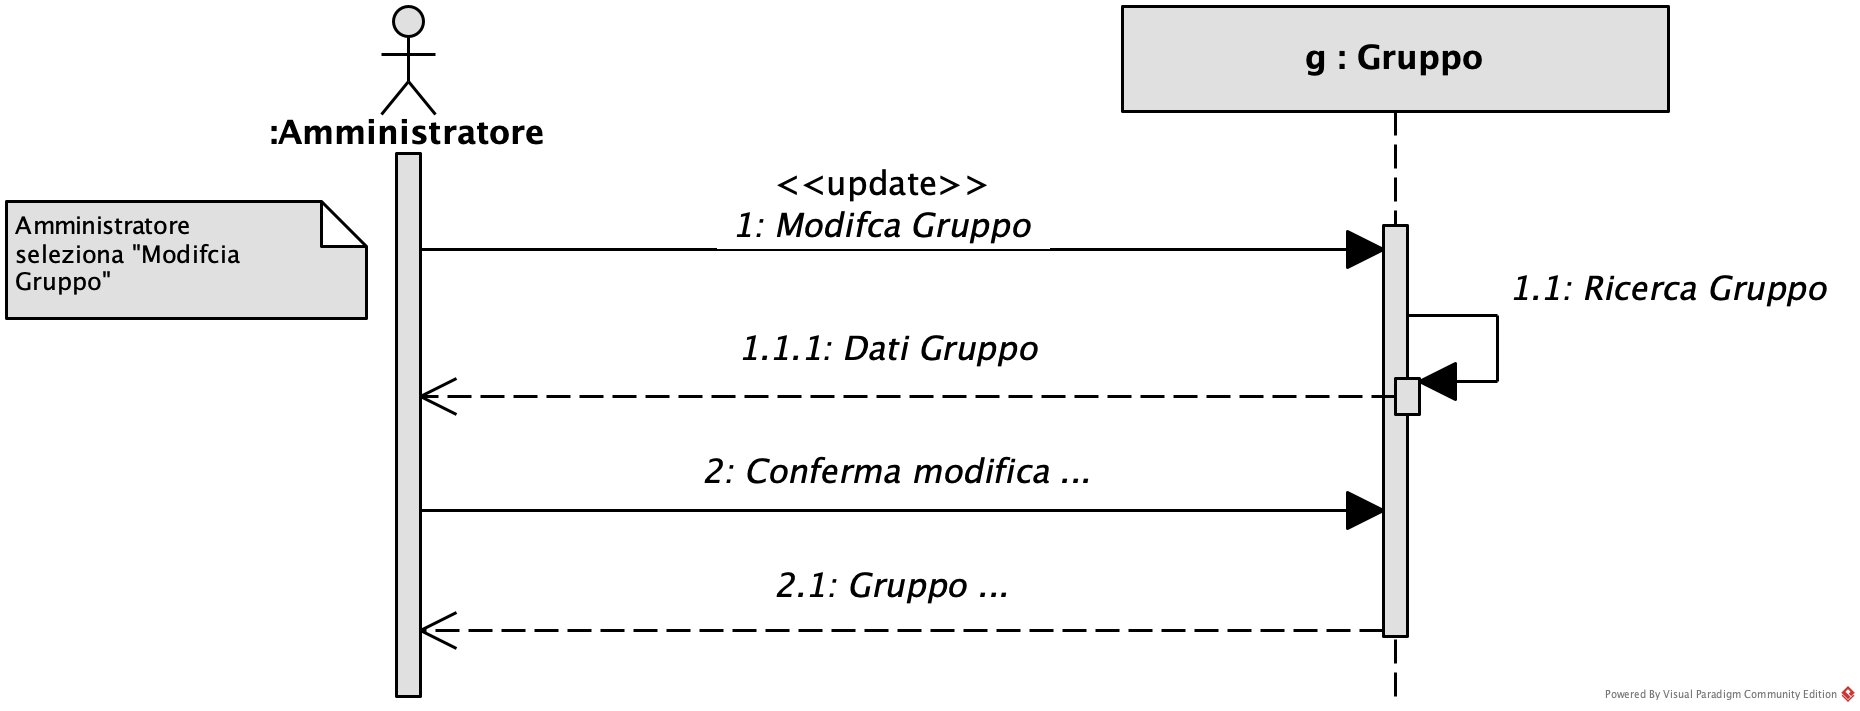 :Amministratore
g : Gruppo
<<update>>
1: Modifca Gruppo
Amministratore
seleziona "Modifcia
Gruppo"
1.1: Ricerca Gruppo
1.1.1: Dati Gruppo
2: Conferma modifica ...
2.1: Gruppo ...
Powered By Visual Paradigm Community Edition